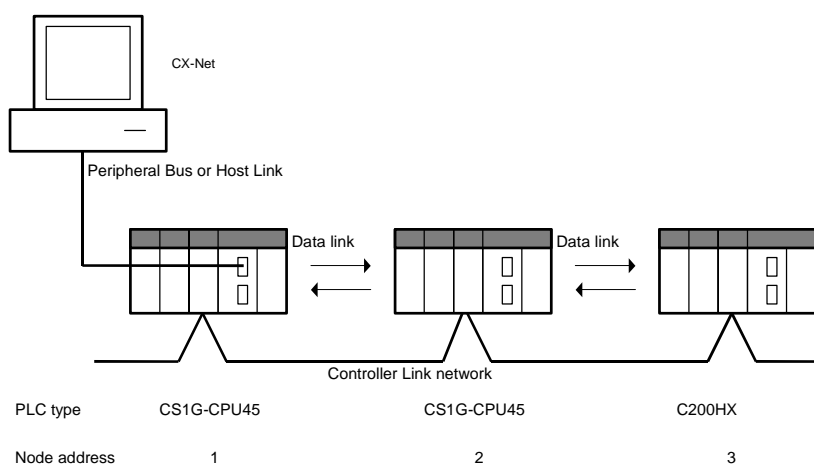 CX-Net
Peripheral Bus or Host Link
Data link
Data link
Controller Link network
PLC type CS1G-CPU45 CS1G-CPU45 C200HX
Node address 1 2 3